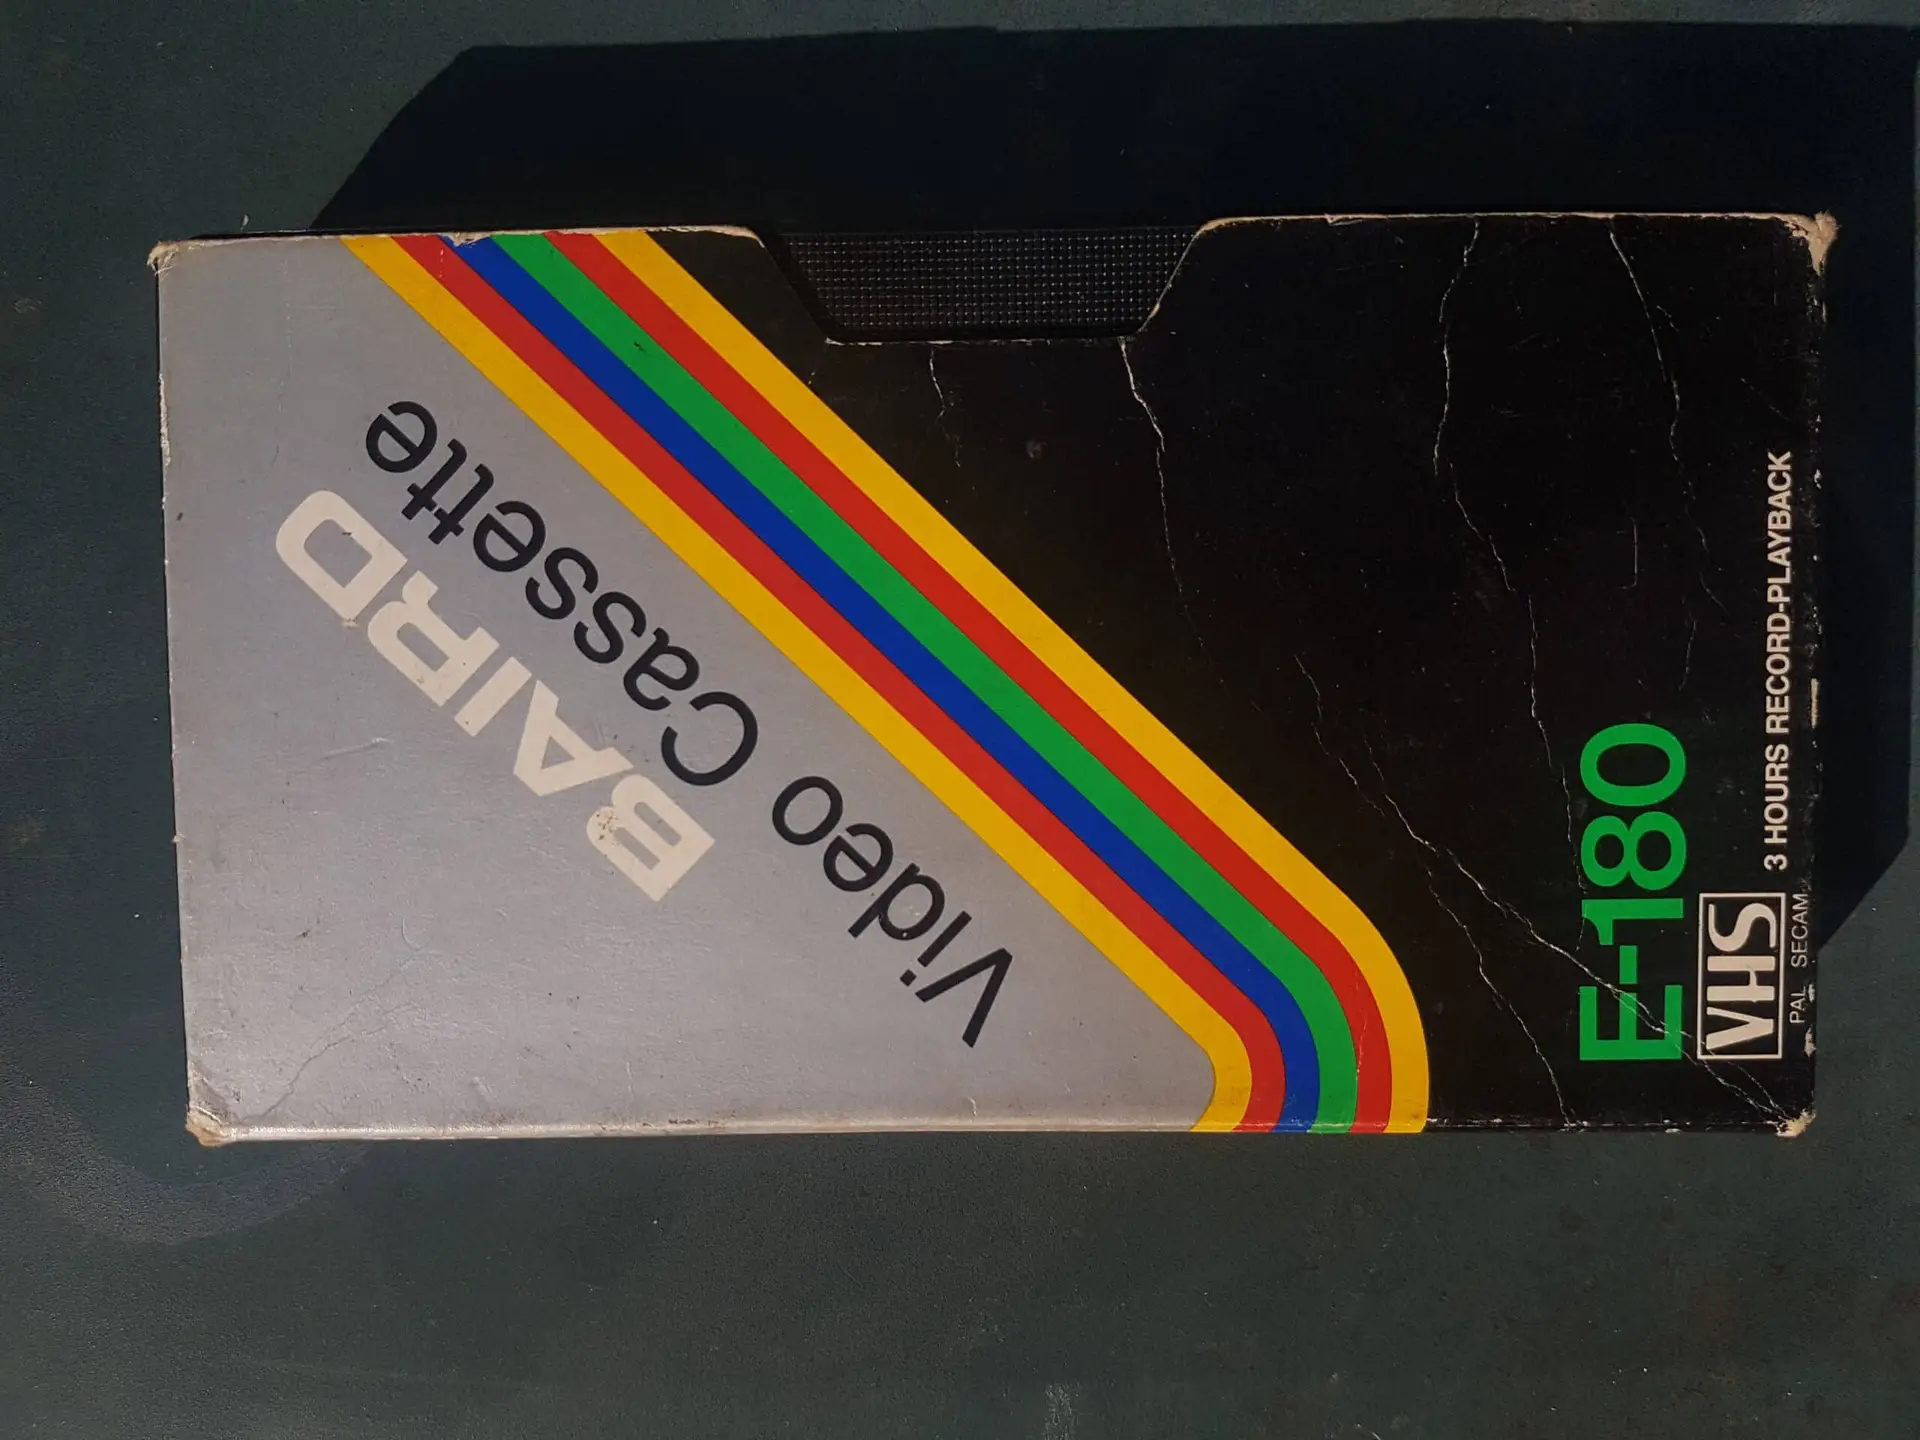 BAIRD
Video Cassette
E-180
VHS 3 HOURS RECORD-PLAYBACK
PAL SECAM